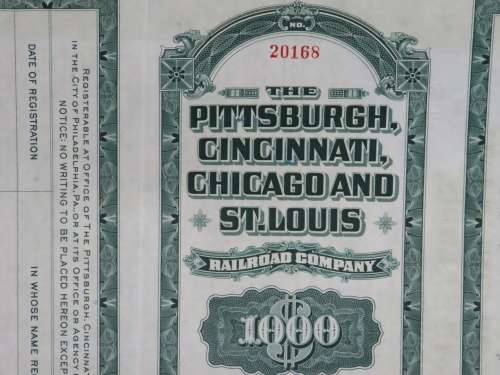 DATE OF REGISTRATION
IN WHOSE NAME
REGISTERABLE AT OFFICE OF THE PITTSBURGH, CINCINNATI
IN THE CITY OF PHILADELPHIA, PA., OR AT ITS OFFICE OR AGENCY
NOTICE: NO WRITING TO BE PLACED HEREON EXCEP
NO.
20168
THE
PITTSBURGH,
CINCINNATI,
CHICAGO AND
ST. LOUIS
RAILROAD COMPANY
$1000